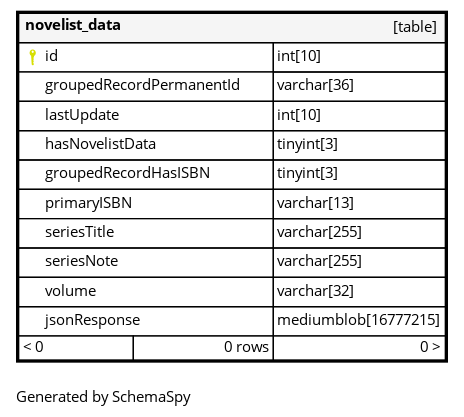 novelist_data [table]
id int[10]
groupedRecordPermanentId varchar[36]
lastUpdate int[10]
hasNovelistData tinyint[3]
groupedRecordHasISBN tinyint[3]
primaryISBN varchar[13]
seriesTitle varchar[255]
seriesNote varchar[255]
volume varchar[32]
jsonResponse mediumblob[16777215]
< 0 0 rows 0 >
Generated by SchemaSpy